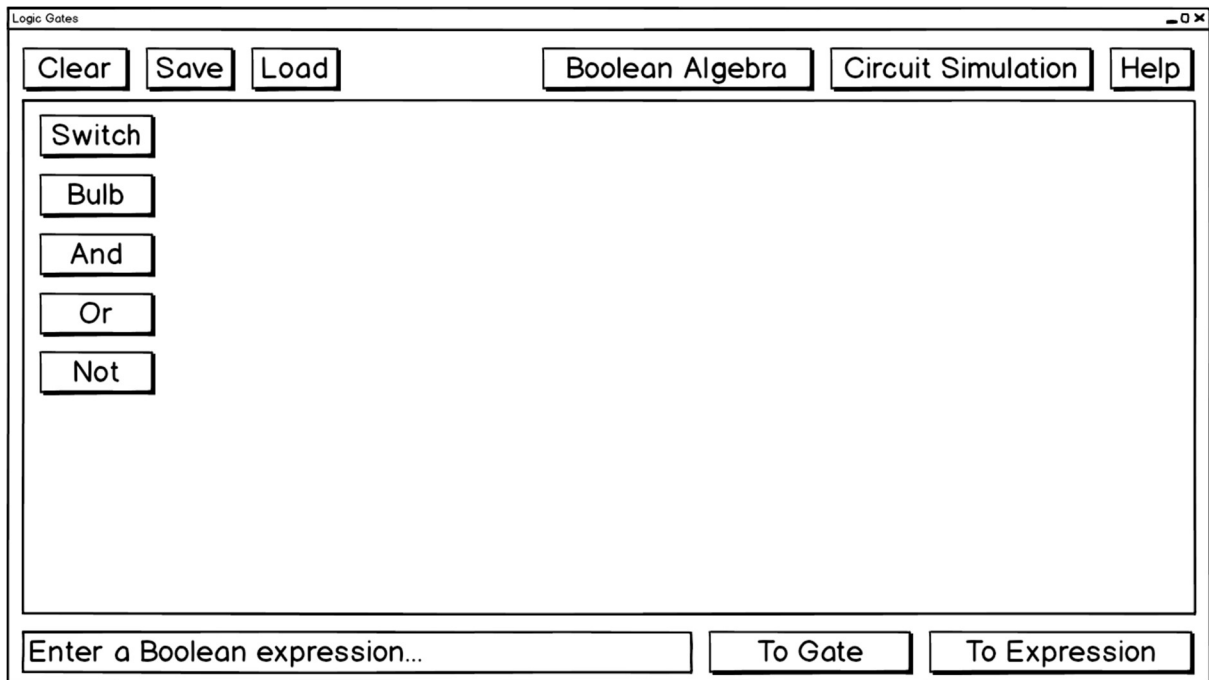 Logic Gates
Clear Save Load Boolean Algebra Circuit Simulation Help
Switch
Bulb
And
Or
Not
Enter a Boolean expression... To Gate To Expression